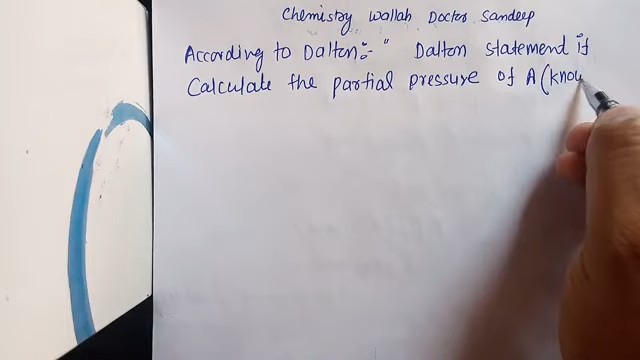 Chemistry Wallah Doctor Sandeep
According to Dalton:- " Dalton statement if
Calculate the partial pressure of A (know